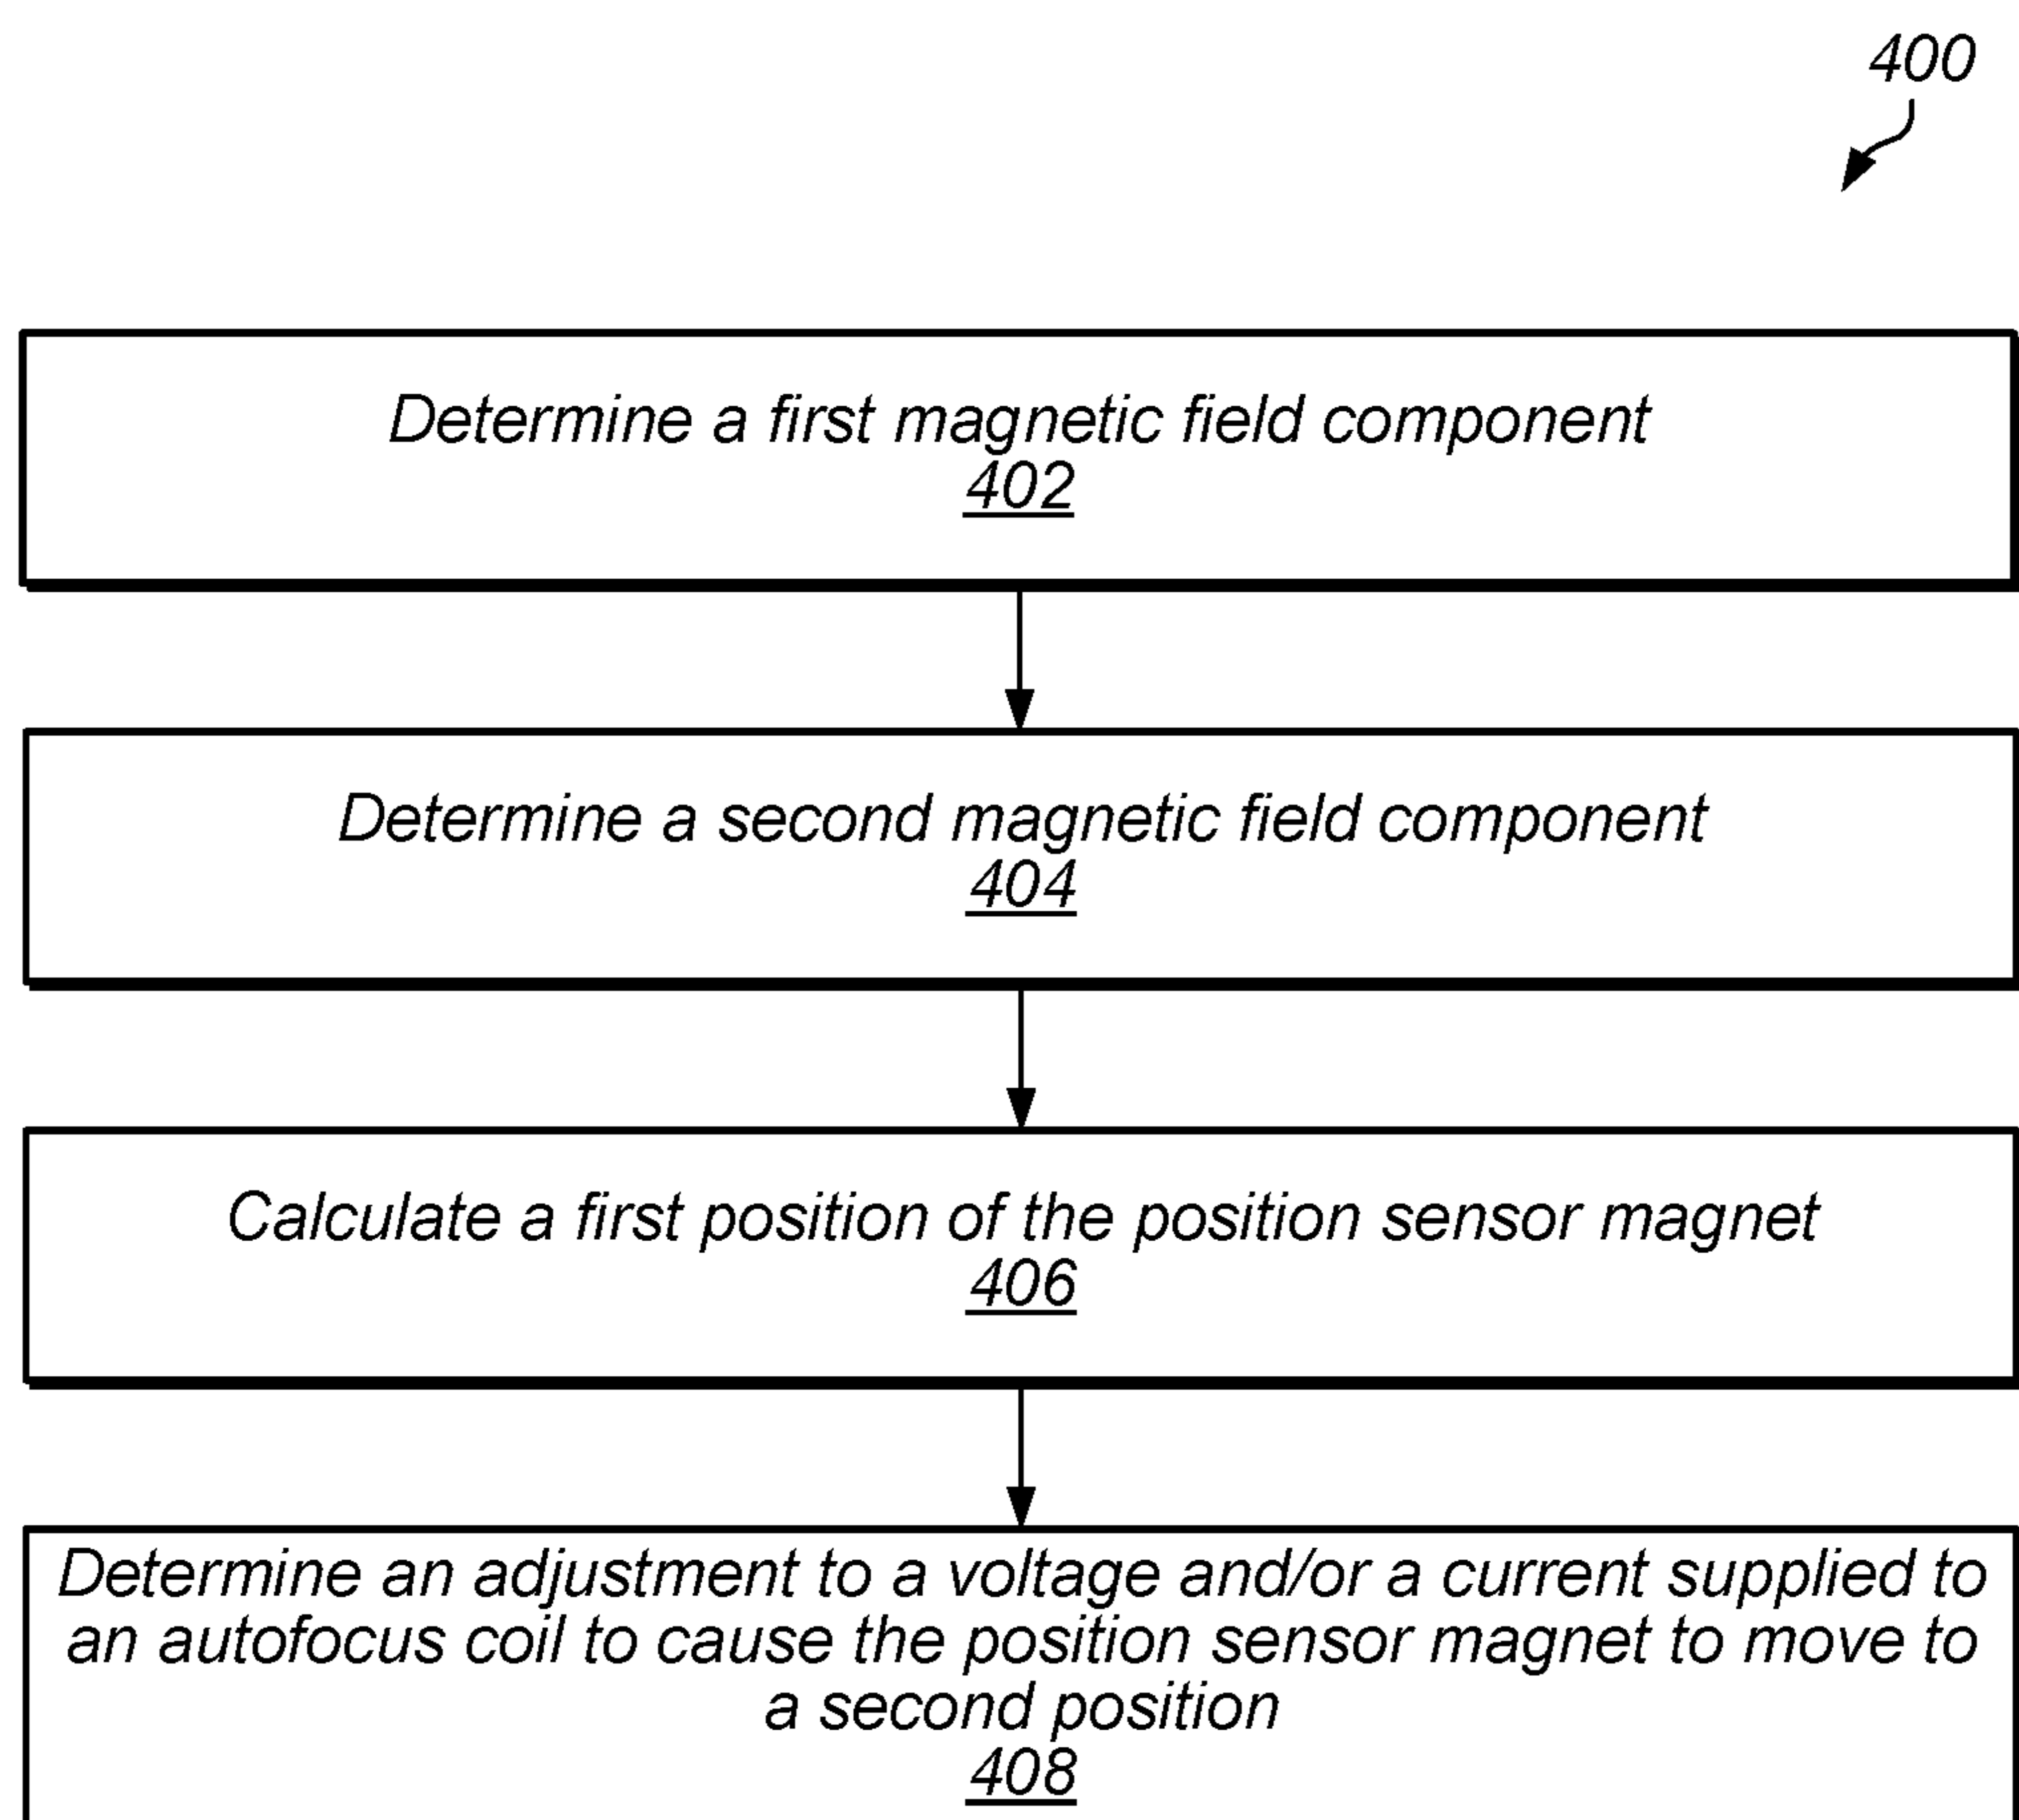 400
Determine a first magnetic field component
402
Determine a second magnetic field component
404
Calculate a first position of the position sensor magnet
406
Determine an adjustment to a voltage and/or a current supplied to
an autofocus coil to cause the position sensor magnet to move to
a second position
408